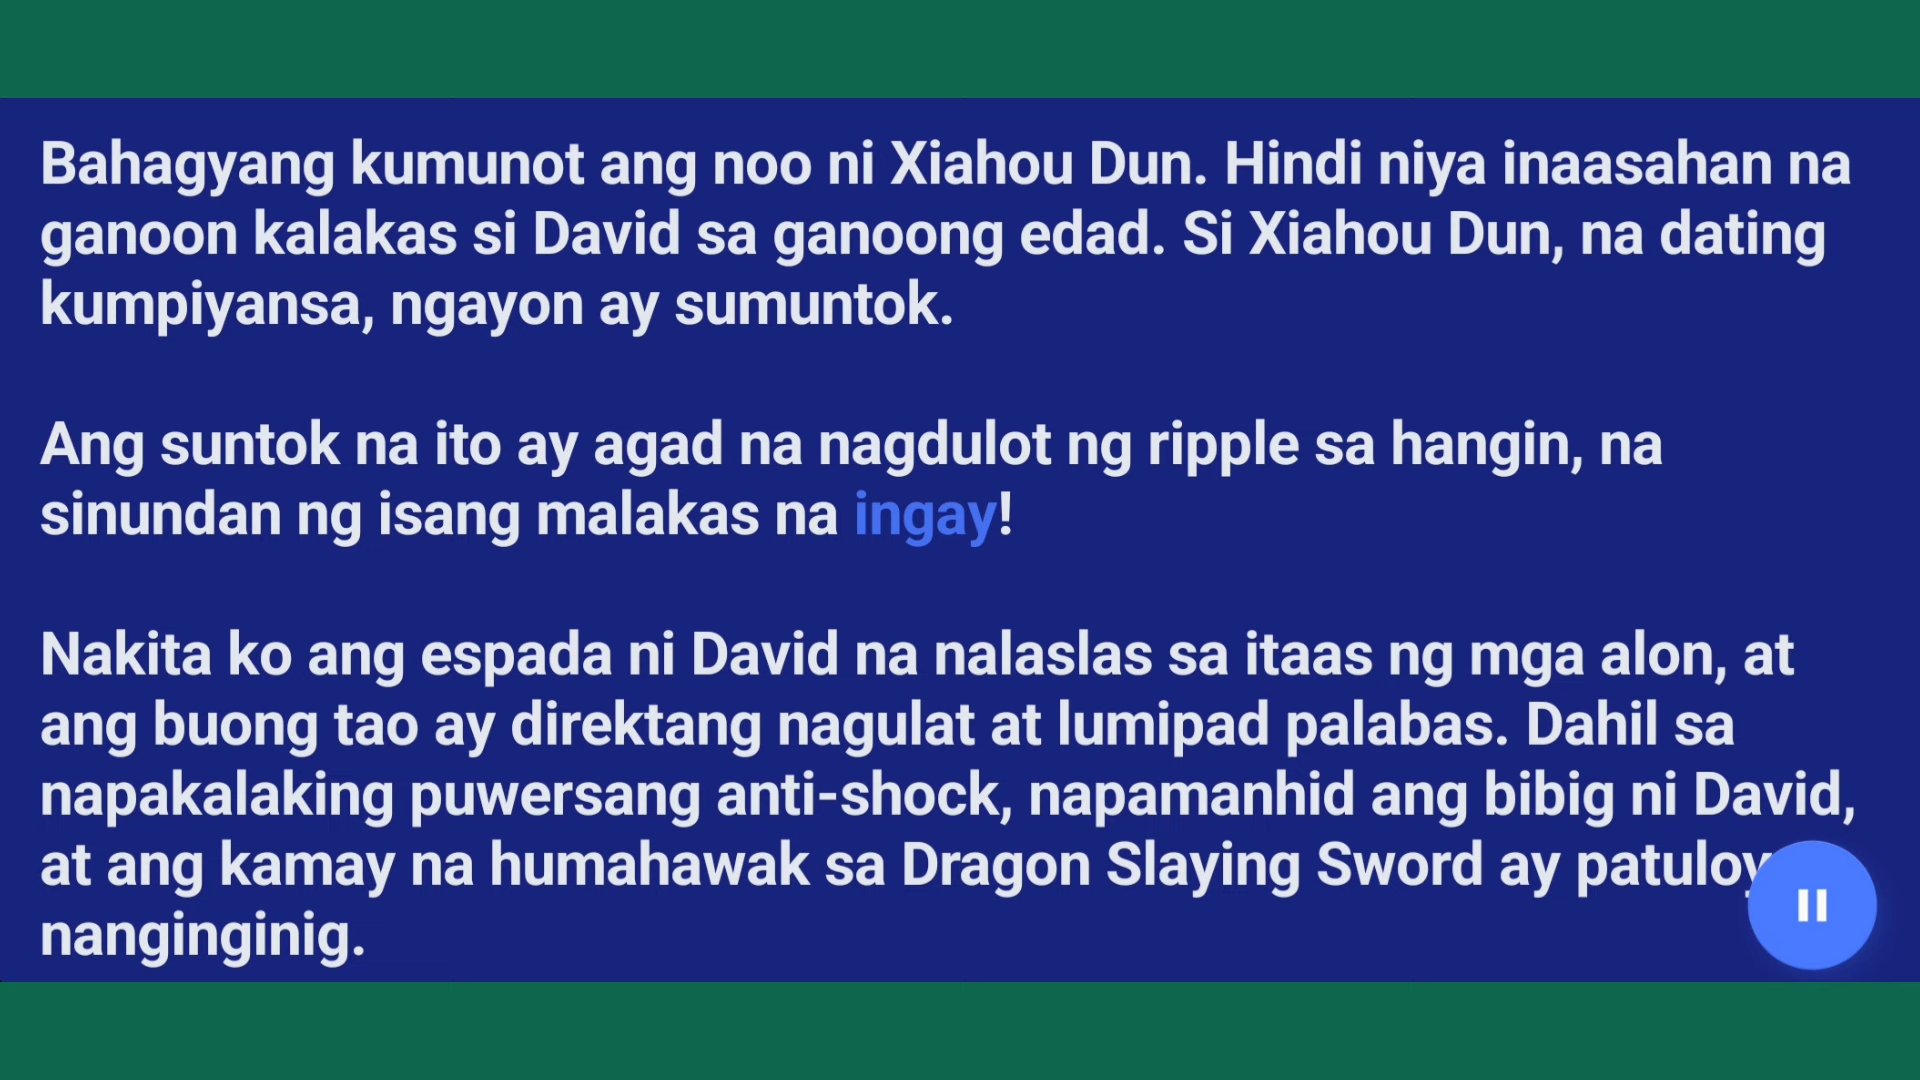 Bahagyang kumunot ang noo ni Xiahou Dun. Hindi niya inaasahan na
ganoon kalakas si David sa ganoong edad. Si Xiahou Dun, na dating
kumpiyansa, ngayon ay sumuntok.
Ang suntok na ito ay agad na nagdulot ng ripple sa hangin, na
sinundan ng isang malakas na ingay!
Nakita ko ang espada ni David na nalaslas sa itaas ng mga alon, at
ang buong tao ay direktang nagulat at lumipad palabas. Dahil sa
napakalaking puwersang anti-shock, napamanhid ang bibig ni David,
at ang kamay na humahawak sa Dragon Slaying Sword ay patuloy
nanginginig.